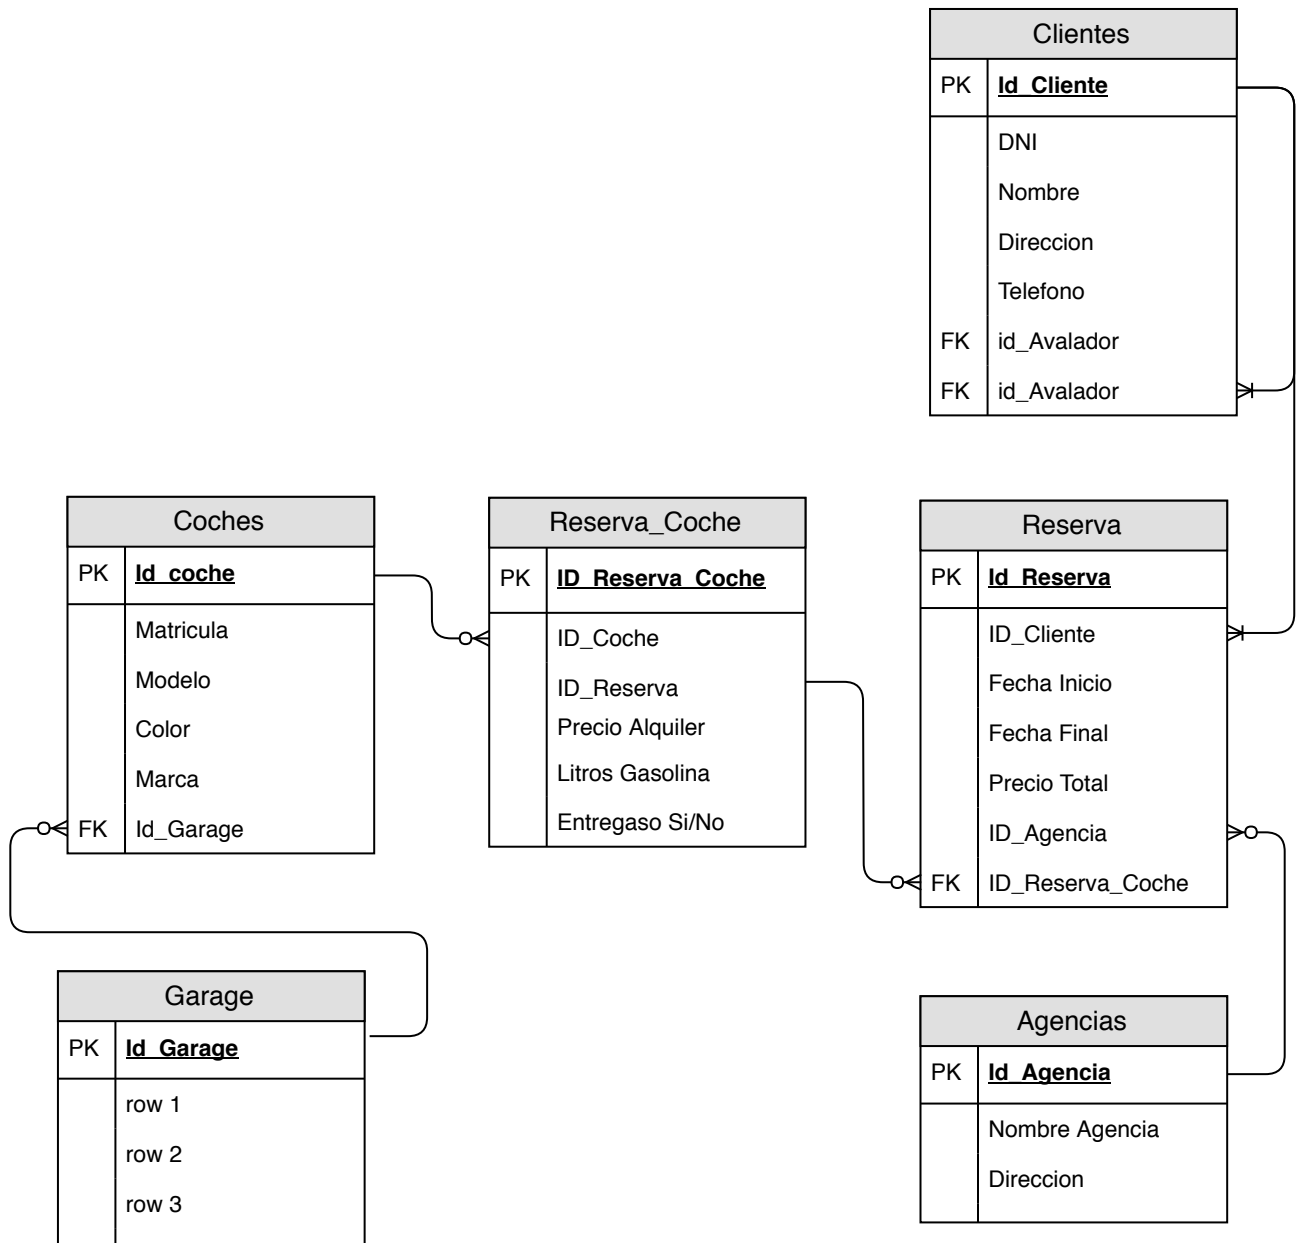 Clientes
PK Id_Cliente
DNI
Nombre
Direccion
Telefono
FK id_Avalador
FK id_Avalador
Coches
PK Id_coche
Matricula
Modelo
Color
Marca
FK Id_Garage
Reserva_Coche
PK ID_Reserva_Coche
ID_Coche
ID_Reserva
Precio Alquiler
Litros Gasolina
Entregaso Si/No
Reserva
PK Id_Reserva
ID_Cliente
Fecha Inicio
Fecha Final
Precio Total
ID_Agencia
FK ID_Reserva_Coche
Garage
PK Id_Garage
row 1
row 2
row 3
Agencias
PK Id_Agencia
Nombre Agencia
Direccion